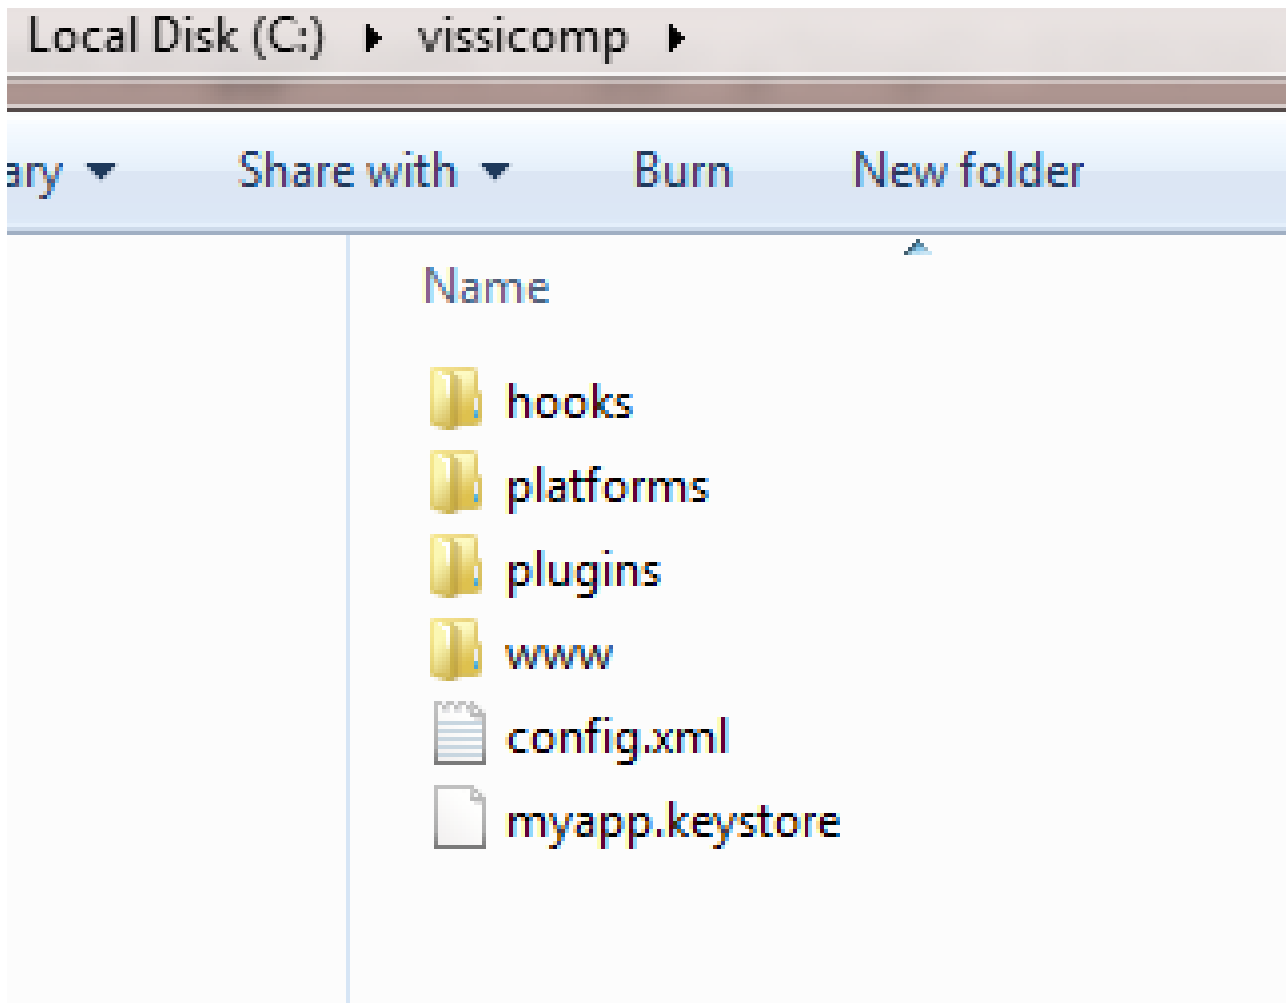 Local Disk (C:) vissicomp
ary Share with Burn New folder
Name
hooks
platforms
plugins
www
config.xml
myapp.keystore